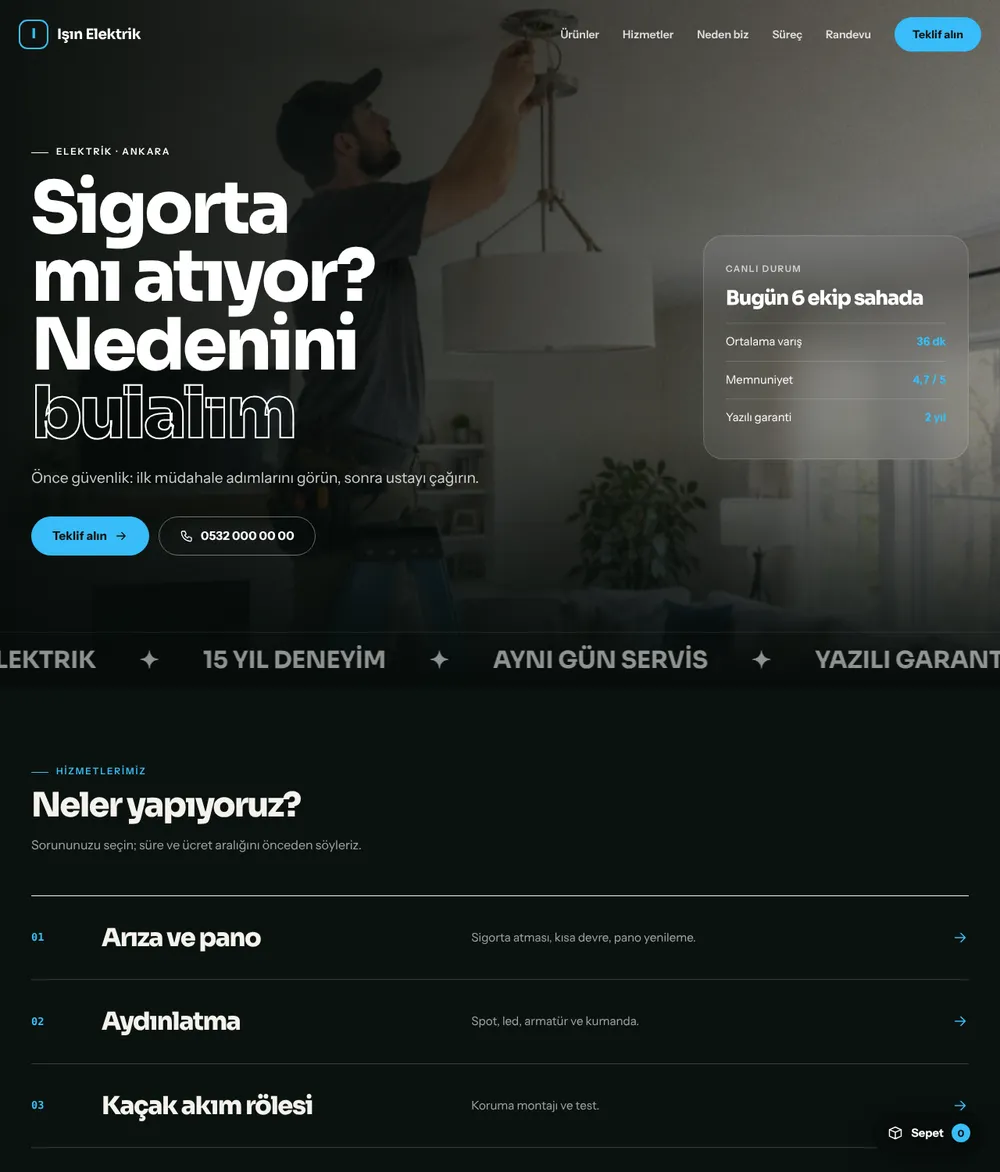 I
Işın Elektrik
Ürünler
Hizmetler
Neden biz
Süreç
Randevu
Teklif alın
ELEKTRİK · ANKARA
Sigorta
mı atıyor?
Nedenini
bulalım
Önce güvenlik: ilk müdahale adımlarını görün, sonra ustayı çağırın.
Teklif alın →
0532 000 00 00
CANLI DURUM
Bugün 6 ekip sahada
Ortalama varış 36 dk
Memnuniyet 4,7 / 5
Yazılı garanti 2 yıl
LEKTRIK ✦ 15 YIL DENEYİM ✦ AYNI GÜN SERVİS ✦ YAZILI GARANT
HİZMETLERİMİZ
Neler yapıyoruz?
Sorununuzu seçin; süre ve ücret aralığını önceden söyleriz.
01 Arıza ve pano Sigorta atması, kısa devre, pano yenileme. →
02 Aydınlatma Spot, led, armatür ve kumanda. →
03 Kaçak akım rölesi Koruma montajı ve test. →
Sepet 0